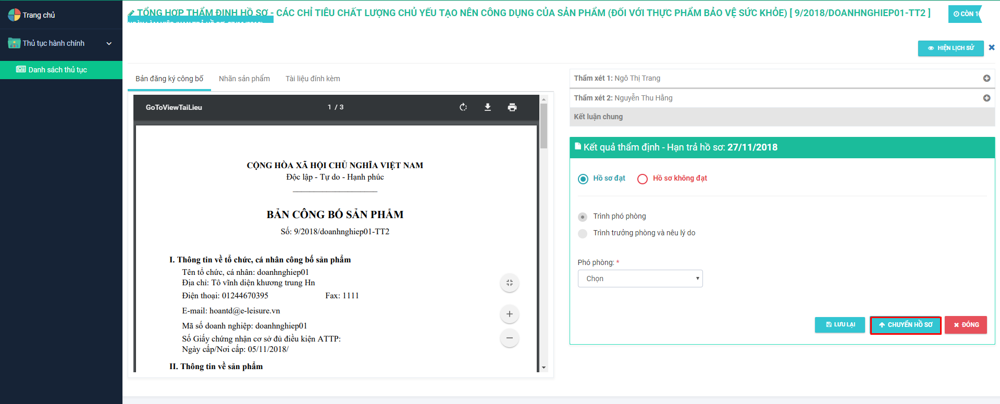 Trang chủ
Thủ tục hành chính
Danh sách thủ tục
TỔNG HỢP THẨM ĐỊNH HỒ SƠ - CÁC CHỈ TIÊU CHẤT LƯỢNG CHỦ YẾU TẠO NÊN CÔNG DỤNG CỦA SẢN PHẨM (ĐỐI VỚI THỰC PHẨM BẢO VỆ SỨC KHỎE) [ 9/2018/DOANHNGHIEP01-TT2 ]
CÒN
HIỆN LỊCH SỬ
Bản đăng ký công bố
Nhãn sản phẩm
Tài liệu đính kèm
GoToViewTaiLieu
1 / 3
CỘNG HÒA XÃ HỘI CHỦ NGHĨA VIỆT NAM
Độc lập - Tự do - Hạnh phúc
BẢN CÔNG BỐ SẢN PHẨM
Số: 9/2018/doanhnghiep01-TT2
I. Thông tin về tổ chức, cá nhân công bố sản phẩm
Tên tổ chức, cá nhân: doanhnghiep01
Địa chỉ: Tô vĩnh diện khương trung Hn
Điện thoại: 01244670395 Fax: 1111
E-mail: hoantd@e-leisure.vn
Mã số doanh nghiệp: doanhnghiep01
Số Giấy chứng nhận cơ sở đủ điều kiện ATTP:
Ngày cấp/Nơi cấp: 05/11/2018/
II. Thông tin về sản phẩm
Thẩm xét 1: Ngô Thị Trang
Thẩm xét 2: Nguyễn Thu Hằng
Kết luận chung
Kết quả thẩm định - Hạn trả hồ sơ: 27/11/2018
Hồ sơ đạt
Hồ sơ không đạt
Trình phó phòng
Trình trưởng phòng và nêu lý do
Phó phòng: *
Chọn
LƯU LẠI
CHUYỂN HỒ SƠ
ĐÓNG